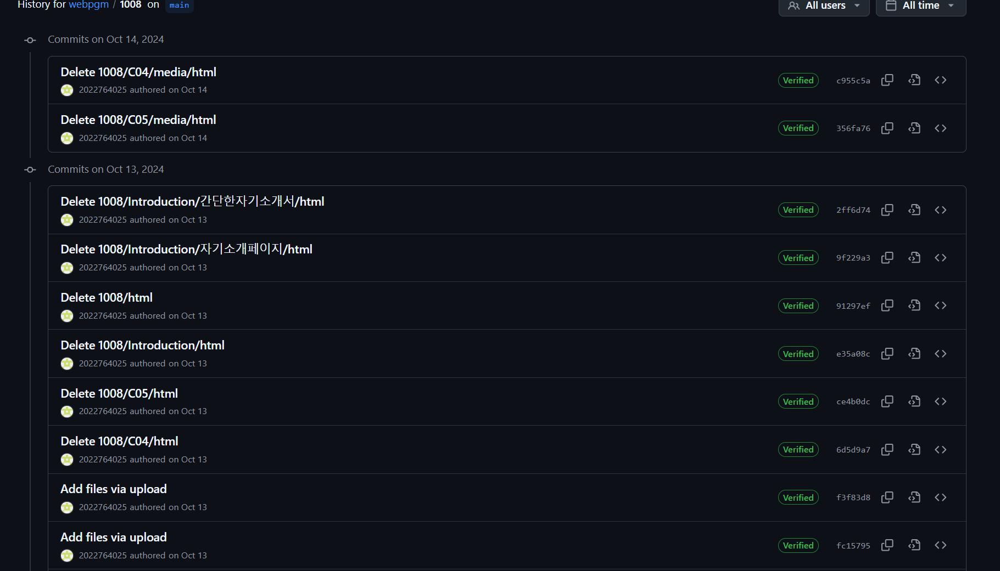 History for webpgm / 1008 on main
All users
All time
Commits on Oct 14, 2024
Delete 1008/C04/media/html
2022764025 authored on Oct 14
Verified
c955c5a
Delete 1008/C05/media/html
2022764025 authored on Oct 14
Verified
356fa76
Commits on Oct 13, 2024
Delete 1008/Introduction/간단한자기소개서/html
2022764025 authored on Oct 13
Verified
2ff6d74
Delete 1008/Introduction/자기소개페이지/html
2022764025 authored on Oct 13
Verified
9f229a3
Delete 1008/html
2022764025 authored on Oct 13
Verified
91297ef
Delete 1008/Introduction/html
2022764025 authored on Oct 13
Verified
e35a08c
Delete 1008/C05/html
2022764025 authored on Oct 13
Verified
ce4b0dc
Delete 1008/C04/html
2022764025 authored on Oct 13
Verified
6d5d9a7
Add files via upload
2022764025 authored on Oct 13
Verified
f3f83d8
Add files via upload
2022764025 authored on Oct 13
Verified
fc15795